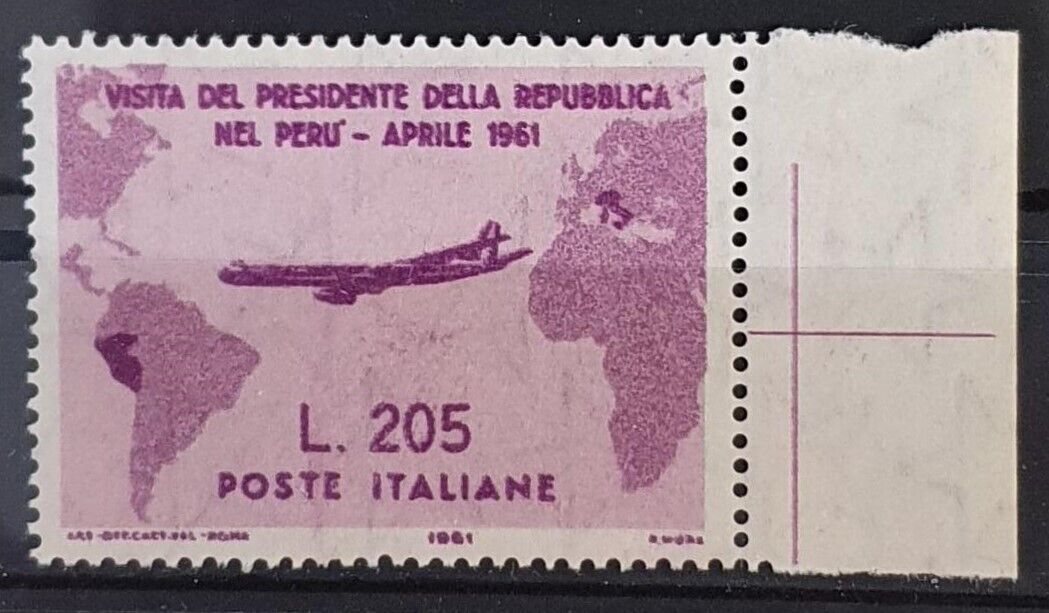 VISITA DEL PRESIDENTE DELLA REPUBBLICA
NEL PERU' - APRILE 1961
L. 205
POSTE ITALIANE
1961